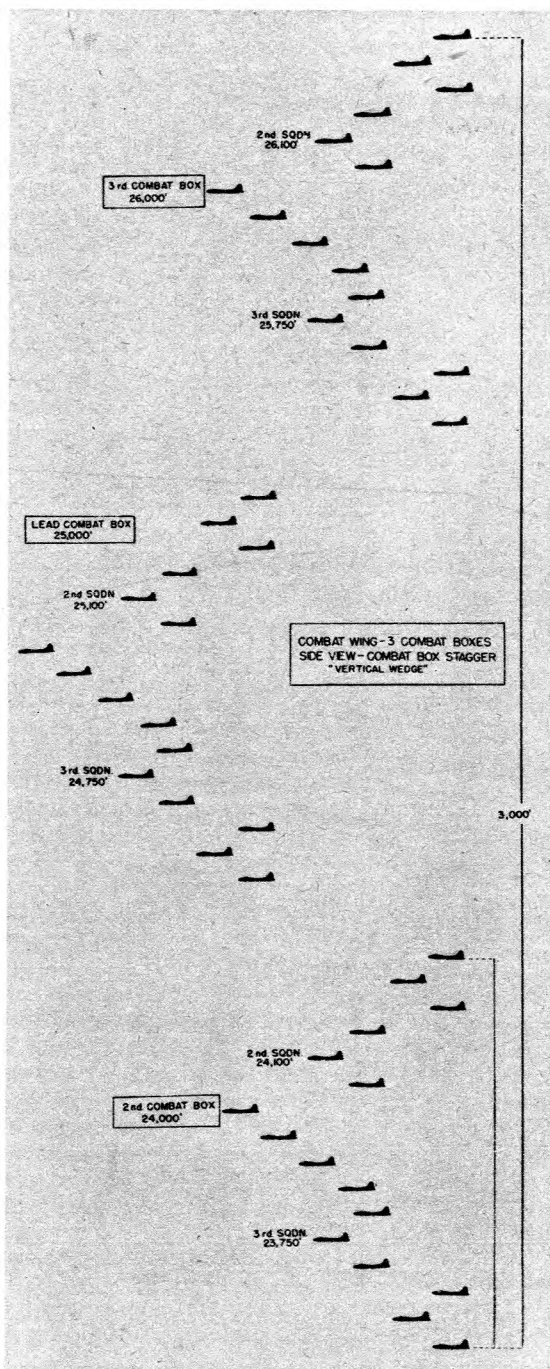 2nd SQDN
26,100'
3rd COMBAT BOX
26,000'
3rd SQDN.
25,750'
LEAD COMBAT BOX
25,000'
2nd SQDN
25,100'
COMBAT WING-3 COMBAT BOXES
SIDE VIEW-COMBAT BOX STAGGER
"VERTICAL WEDGE"
3rd SQDN.
24,750'
3,000'
2nd SQDN.
24,100'
2nd COMBAT BOX
24,000'
3rd SQDN.
23,750'